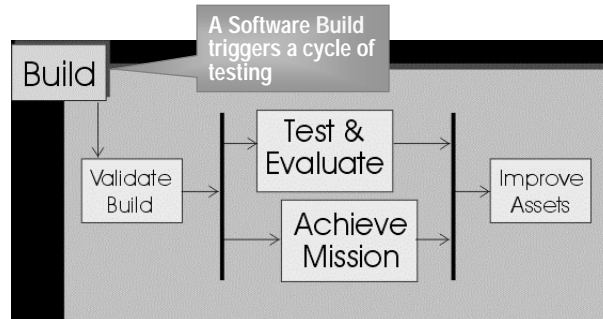 A Software Build
triggers a cycle of
testing
Build
Test &
Evaluate
Validate
Build
Improve
Assets
Achieve
Mission